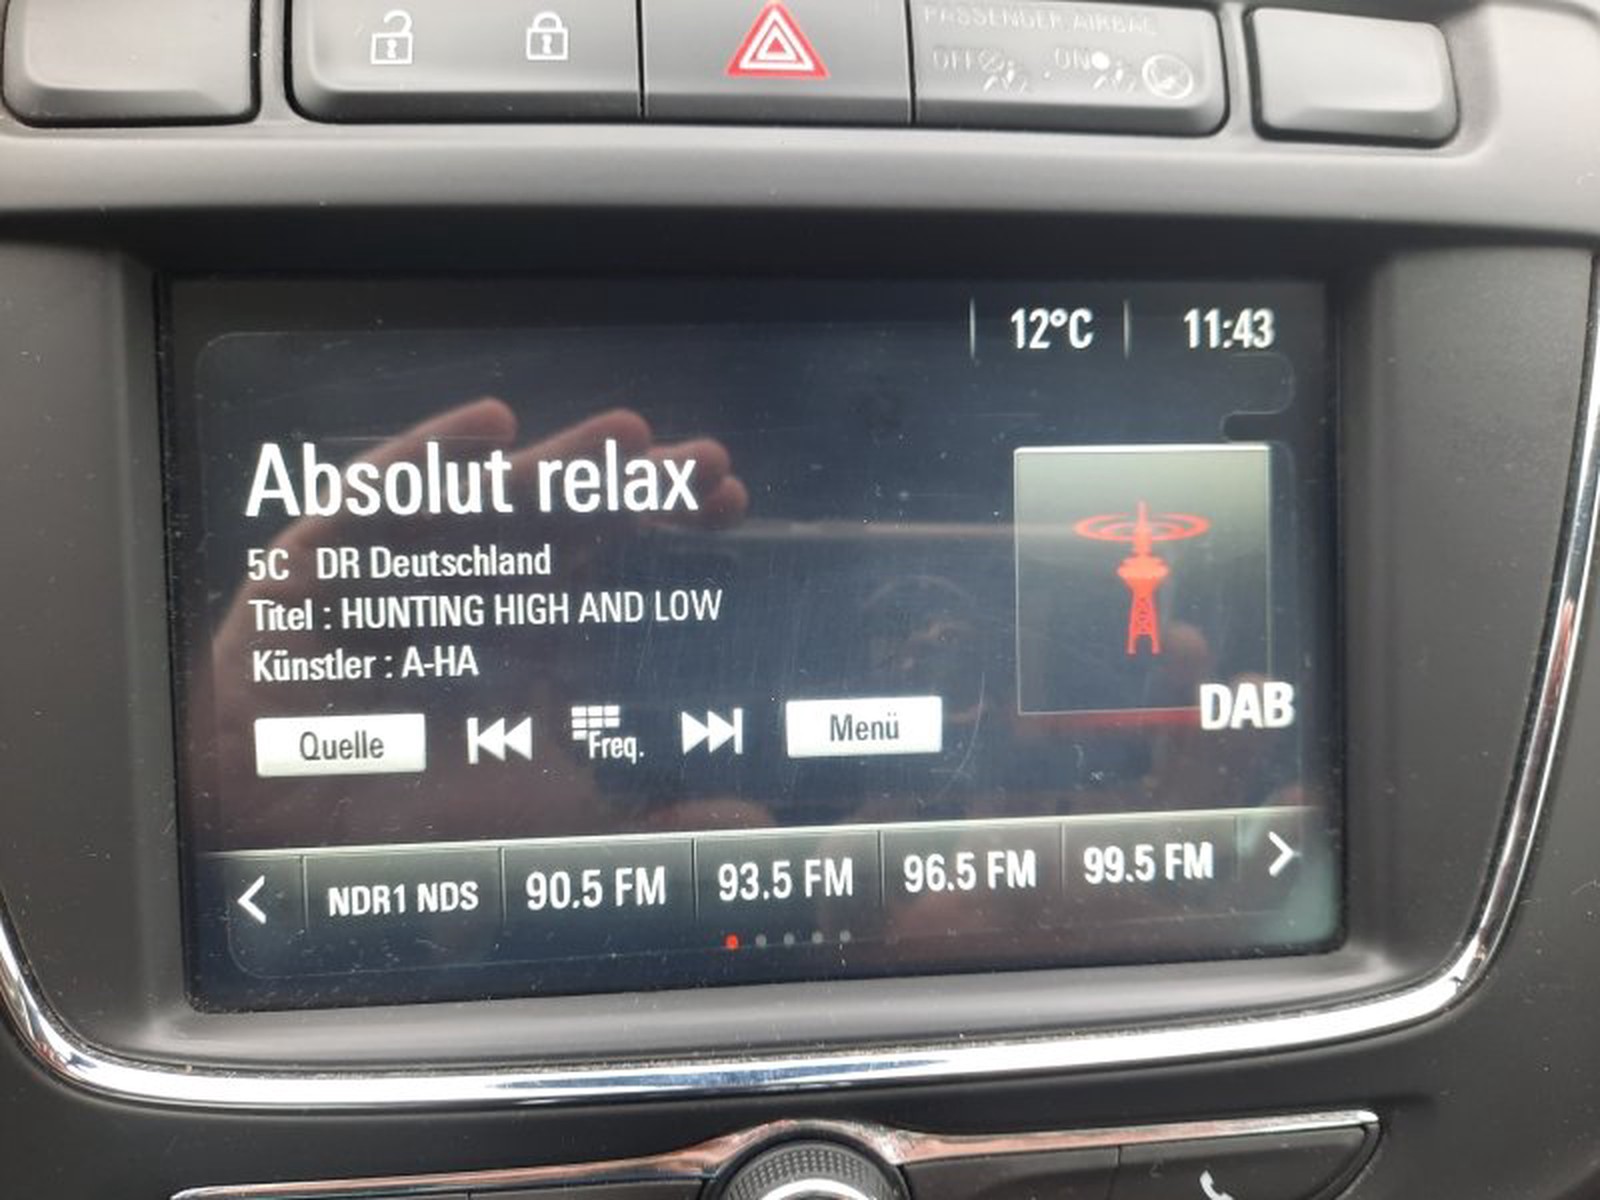 PASSENGER AIRBAG
OFF ON
12°C 11:43
Absolut relax
5C DR Deutschland
Titel : HUNTING HIGH AND LOW
Künstler : A-HA
Quelle Freq. Menü
DAB
NDR1 NDS 90.5 FM 93.5 FM 96.5 FM 99.5 FM